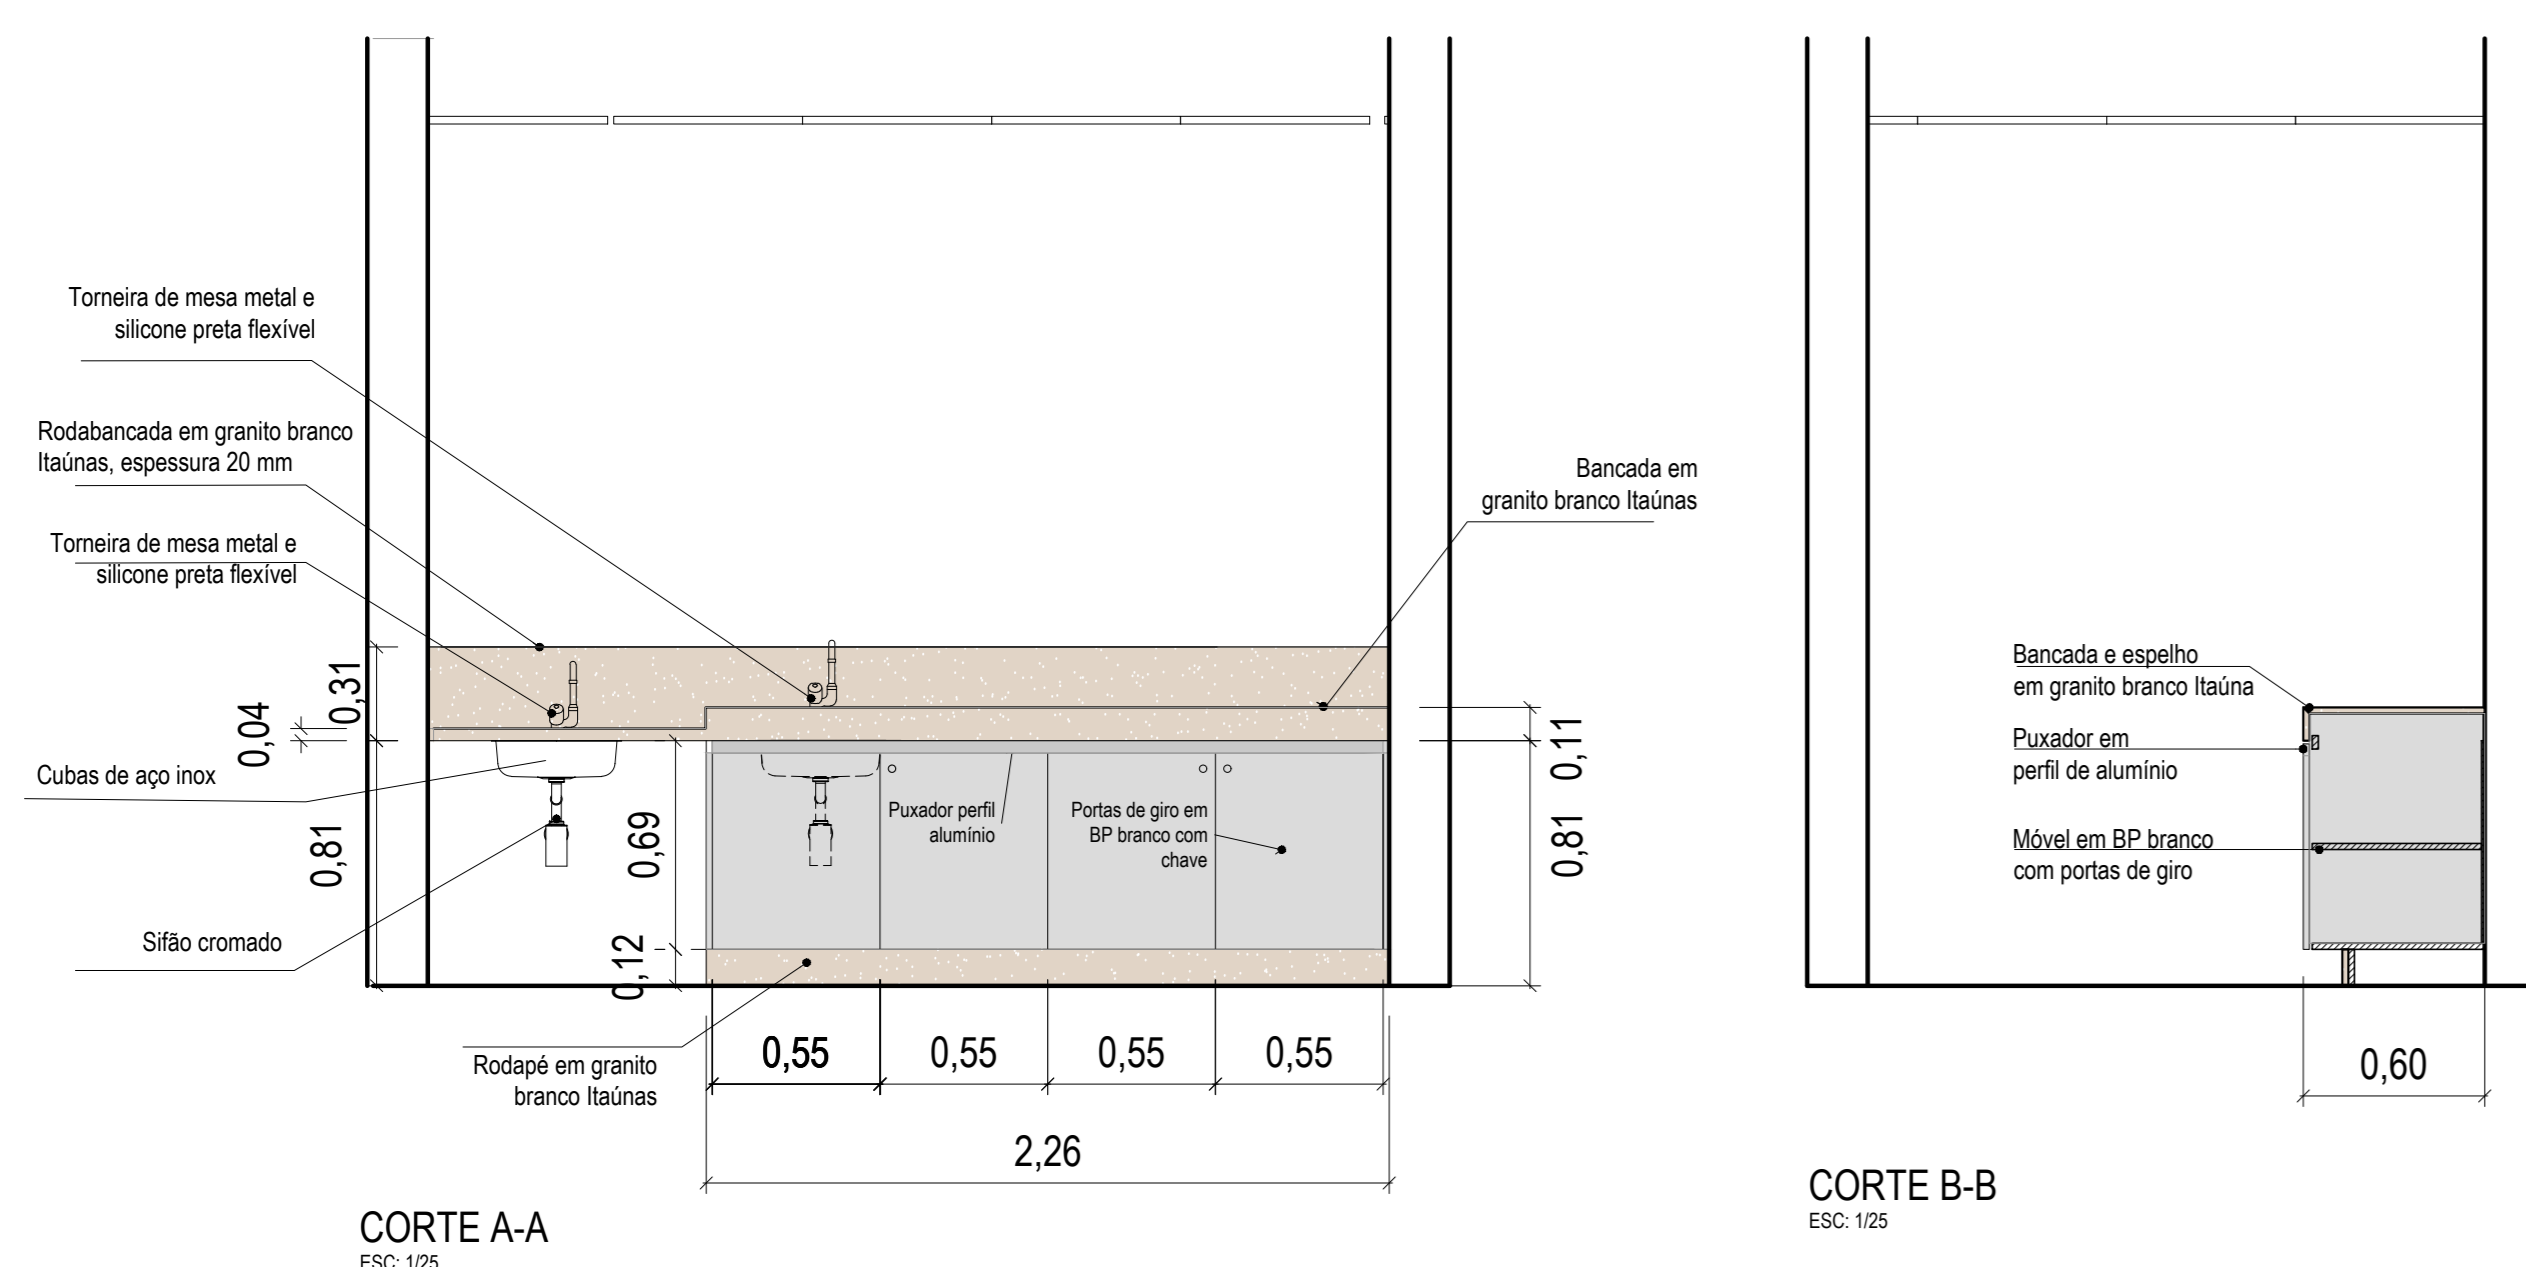 Torneira de mesa metal e
silicone preta flexível
Rodabancada em granito branco
Itaúnas, espessura 20 mm
Torneira de mesa metal e
silicone preta flexível
Cubas de aço inox
Sifão cromado
Rodapé em granito
branco Itaúnas
0,04
0,31
0,81
0,69
0,12
Puxador perfil
alumínio
Portas de giro em
BP branco com
chave
Bancada em
granito branco Itaúnas
0,11
0,81
0,55
0,55
0,55
0,55
2,26
CORTE A-A
ESC: 1/25
Bancada e espelho
em granito branco Itaúna
Puxador em
perfil de alumínio
Móvel em BP branco
com portas de giro
0,60
CORTE B-B
ESC: 1/25